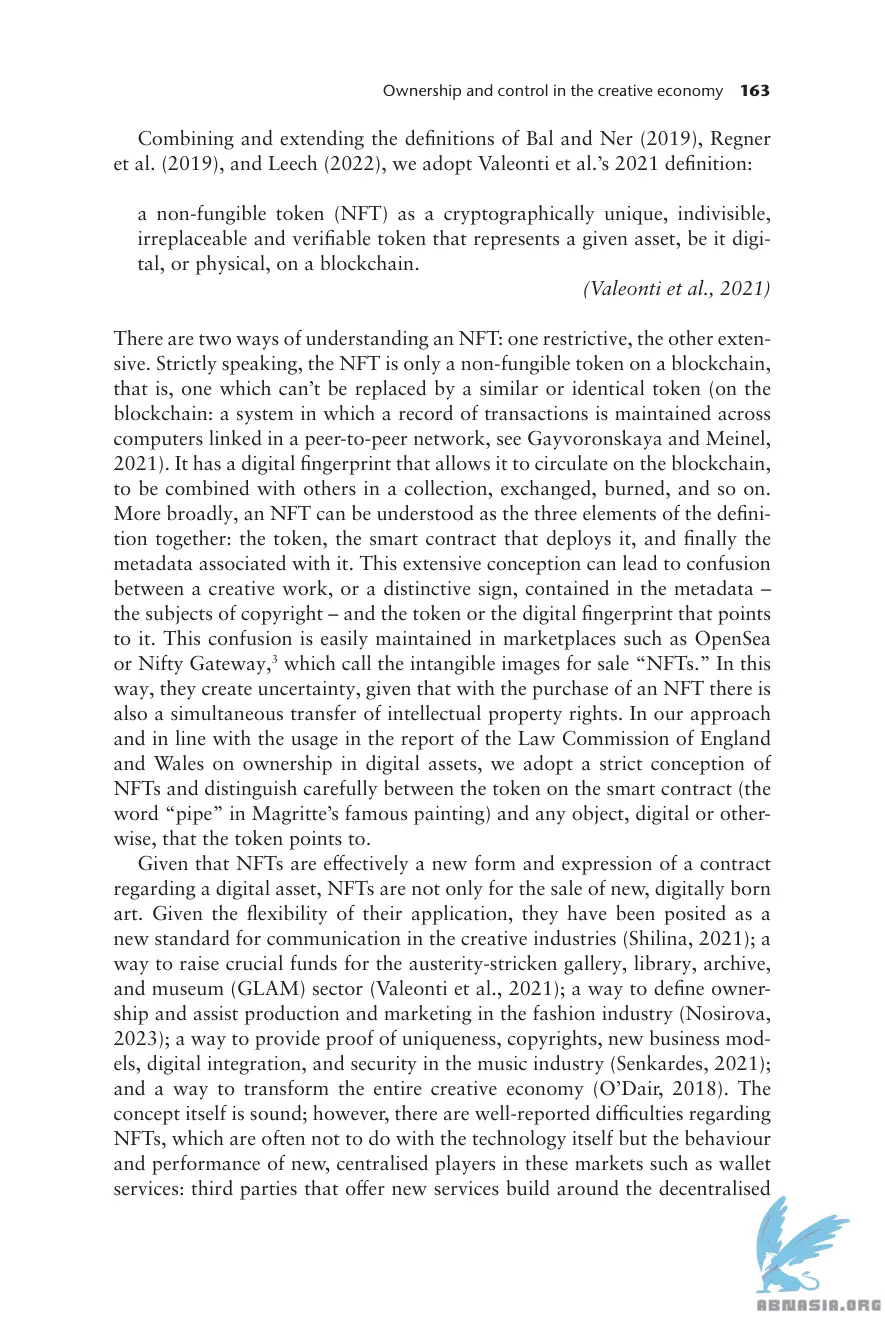 Ownership and control in the creative economy 163
Combining and extending the definitions of Bal and Ner (2019), Regner
et al. (2019), and Leech (2022), we adopt Valeonti et al.’s 2021 definition:
a non-fungible token (NFT) as a cryptographically unique, indivisible,
irreplaceable and verifiable token that represents a given asset, be it digi-
tal, or physical, on a blockchain.
(Valeonti et al., 2021)
There are two ways of understanding an NFT: one restrictive, the other exten-
sive. Strictly speaking, the NFT is only a non-fungible token on a blockchain,
that is, one which can’t be replaced by a similar or identical token (on the
blockchain: a system in which a record of transactions is maintained across
computers linked in a peer-to-peer network, see Gayvoronskaya and Meinel,
2021). It has a digital fingerprint that allows it to circulate on the blockchain,
to be combined with others in a collection, exchanged, burned, and so on.
More broadly, an NFT can be understood as the three elements of the defini-
tion together: the token, the smart contract that deploys it, and finally the
metadata associated with it. This extensive conception can lead to confusion
between a creative work, or a distinctive sign, contained in the metadata –
the subjects of copyright – and the token or the digital fingerprint that points
to it. This confusion is easily maintained in marketplaces such as OpenSea
or Nifty Gateway,³ which call the intangible images for sale “NFTs.” In this
way, they create uncertainty, given that with the purchase of an NFT there is
also a simultaneous transfer of intellectual property rights. In our approach
and in line with the usage in the report of the Law Commission of England
and Wales on ownership in digital assets, we adopt a strict conception of
NFTs and distinguish carefully between the token on the smart contract (the
word “pipe” in Magritte’s famous painting) and any object, digital or other-
wise, that the token points to.
Given that NFTs are effectively a new form and expression of a contract
regarding a digital asset, NFTs are not only for the sale of new, digitally born
art. Given the flexibility of their application, they have been posited as a
new standard for communication in the creative industries (Shilina, 2021); a
way to raise crucial funds for the austerity-stricken gallery, library, archive,
and museum (GLAM) sector (Valeonti et al., 2021); a way to define owner-
ship and assist production and marketing in the fashion industry (Nosirova,
2023); a way to provide proof of uniqueness, copyrights, new business mod-
els, digital integration, and security in the music industry (Senkardes, 2021);
and a way to transform the entire creative economy (O’Dair, 2018). The
concept itself is sound; however, there are well-reported difficulties regarding
NFTs, which are often not to do with the technology itself but the behaviour
and performance of new, centralised players in these markets such as wallet
services: third parties that offer new services build around the decentralised
ABNASIA.ORG